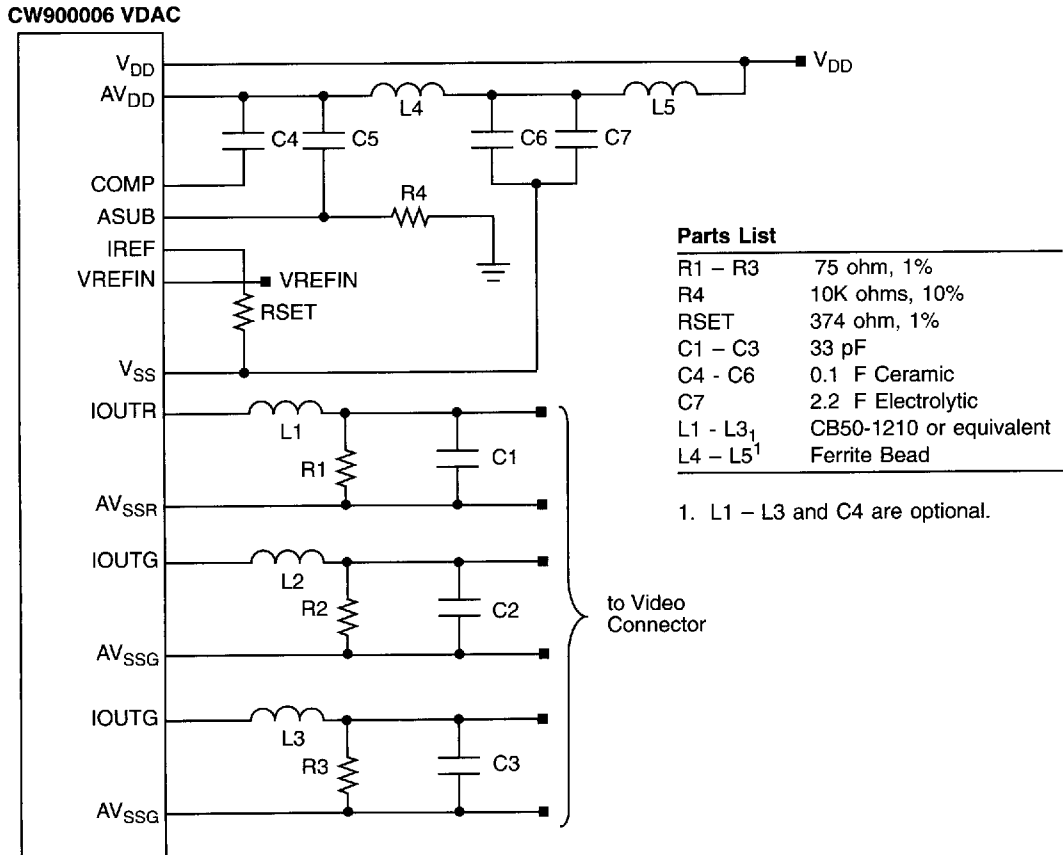 CW900006 VDAC
VDD
VDD
AVDD
L4
L5
C4
C5
C6
C7
COMP
R4
ASUB
IREF
VREFIN
VREFIN
RSET
VSS
Parts List
R1 – R3 75 ohm, 1%
R4 10K ohms, 10%
RSET 374 ohm, 1%
C1 – C3 33 pF
C4 - C6 0.1 F Ceramic
C7 2.2 F Electrolytic
L1 - L31 CB50-1210 or equivalent
L4 – L51 Ferrite Bead
1. L1 – L3 and C4 are optional.
IOUTR
L1
R1
C1
AVSSR
IOUTG
L2
R2
C2
AVSSG
to Video
Connector
IOUTG
L3
R3
C3
AVSSG